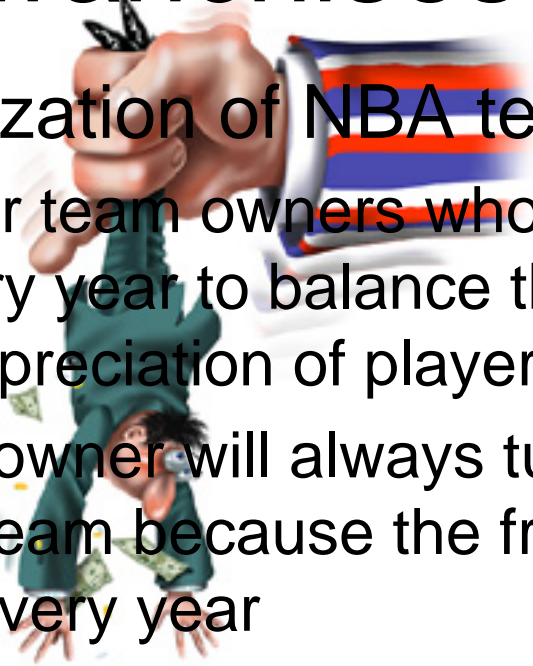 zation of NBA te
r team owners who
ry year to balance t
preciation of player
owner will always tu
eam because the fr
very year